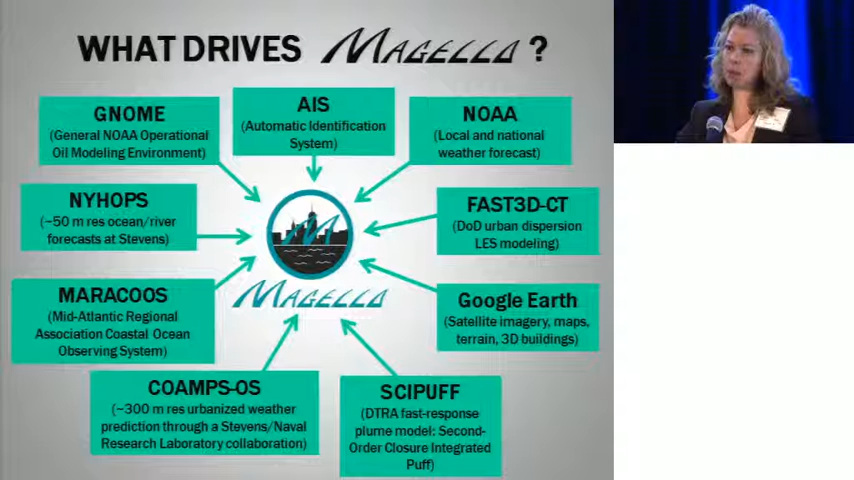 WHAT DRIVES MAGELLO ?
GNOME
(General NOAA Operational
Oil Modeling Environment)
AIS
(Automatic Identification
System)
NOAA
(Local and national
weather forecast)
NYHOPS
(~50 m res ocean/river
forecasts at Stevens)
FAST3D-CT
(DoD urban dispersion
LES modeling)
MARACOOS
(Mid-Atlantic Regional
Association Coastal Ocean
Observing System)
MAGELLO
Google Earth
(Satellite imagery, maps,
terrain, 3D buildings)
COAMPS-OS
(~300 m res urbanized weather
prediction through a Stevens/Naval
Research Laboratory collaboration)
SCIPUFF
(DTRA fast-response
plume model: Second-
Order Closure Integrated
Puff)